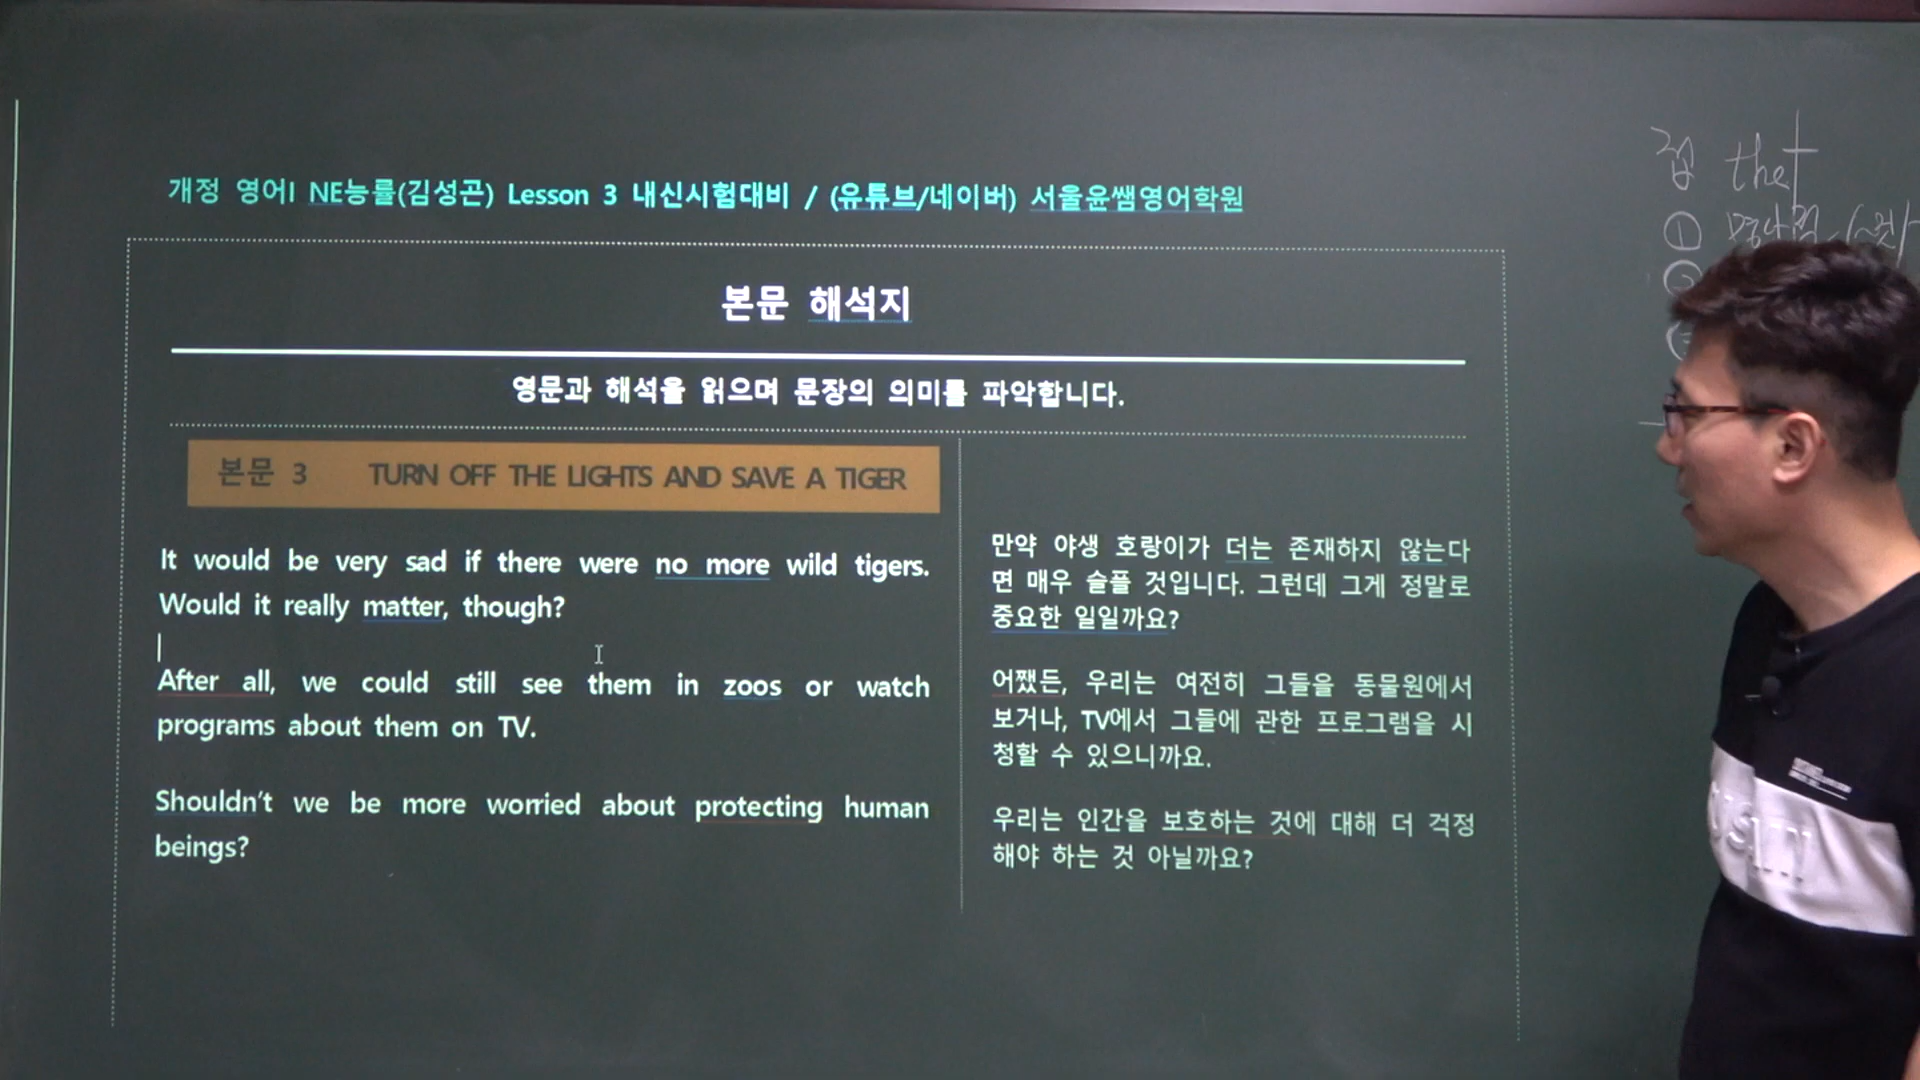 개정 영어I NE능률(김성곤) Lesson 3 내신시험대비 / (유튜브/네이버) 서울윤쌤영어학원
본문 해석지
영문과 해석을 읽으며 문장의 의미를 파악합니다.
본문 3 TURN OFF THE LIGHTS AND SAVE A TIGER
It would be very sad if there were no more wild tigers.
Would it really matter, though?
After all, we could still see them in zoos or watch
programs about them on TV.
Shouldn't we be more worried about protecting human
beings?
만약 야생 호랑이가 더는 존재하지 않는다
면 매우 슬플 것입니다. 그런데 그게 정말로
중요한 일일까요?
어쨌든, 우리는 여전히 그들을 동물원에서
보거나, TV에서 그들에 관한 프로그램을 시
청할 수 있으니까요.
우리는 인간을 보호하는 것에 대해 더 걱정
해야 하는 것 아닐까요?
접 that
①
②